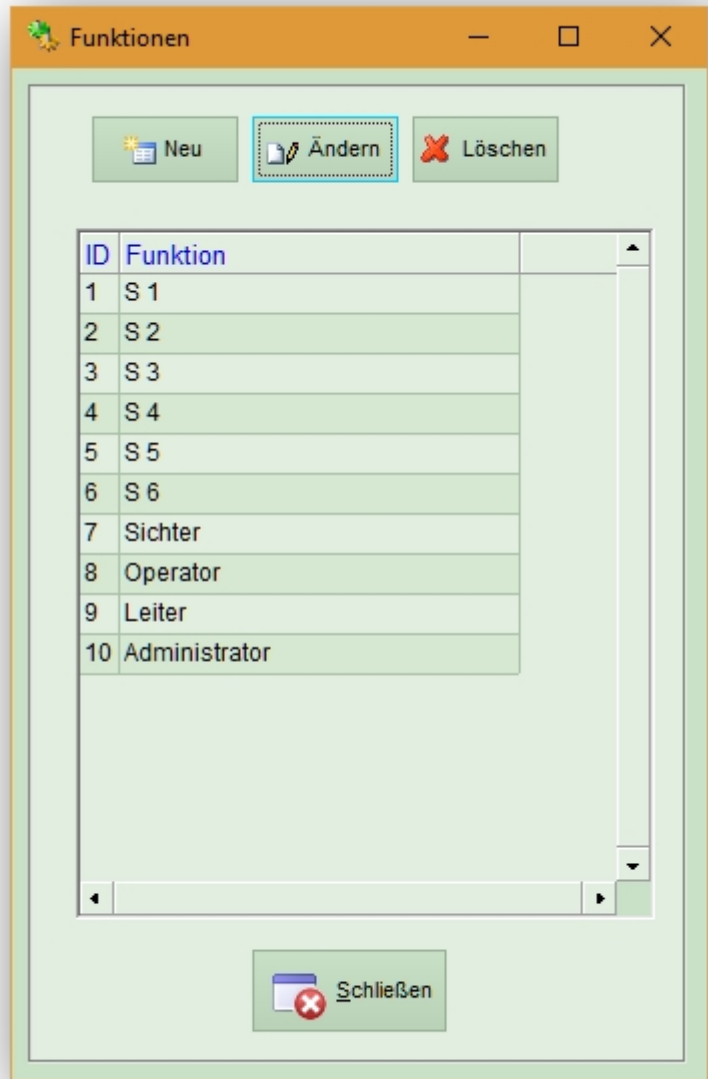 Funktionen
Neu Ändern Löschen
ID Funktion
1 S 1
2 S 2
3 S 3
4 S 4
5 S 5
6 S 6
7 Sichter
8 Operator
9 Leiter
10 Administrator
Schließen